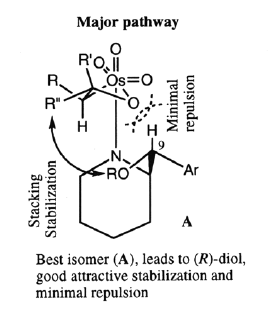 Major pathway
R' O O
R Os=O
R" O
H
Minimal
repulsion
H
9
N
RO
Ar
Stacking
Stabilization
A
Best isomer (A), leads to (R)-diol,
good attractive stabilization and
minimal repulsion